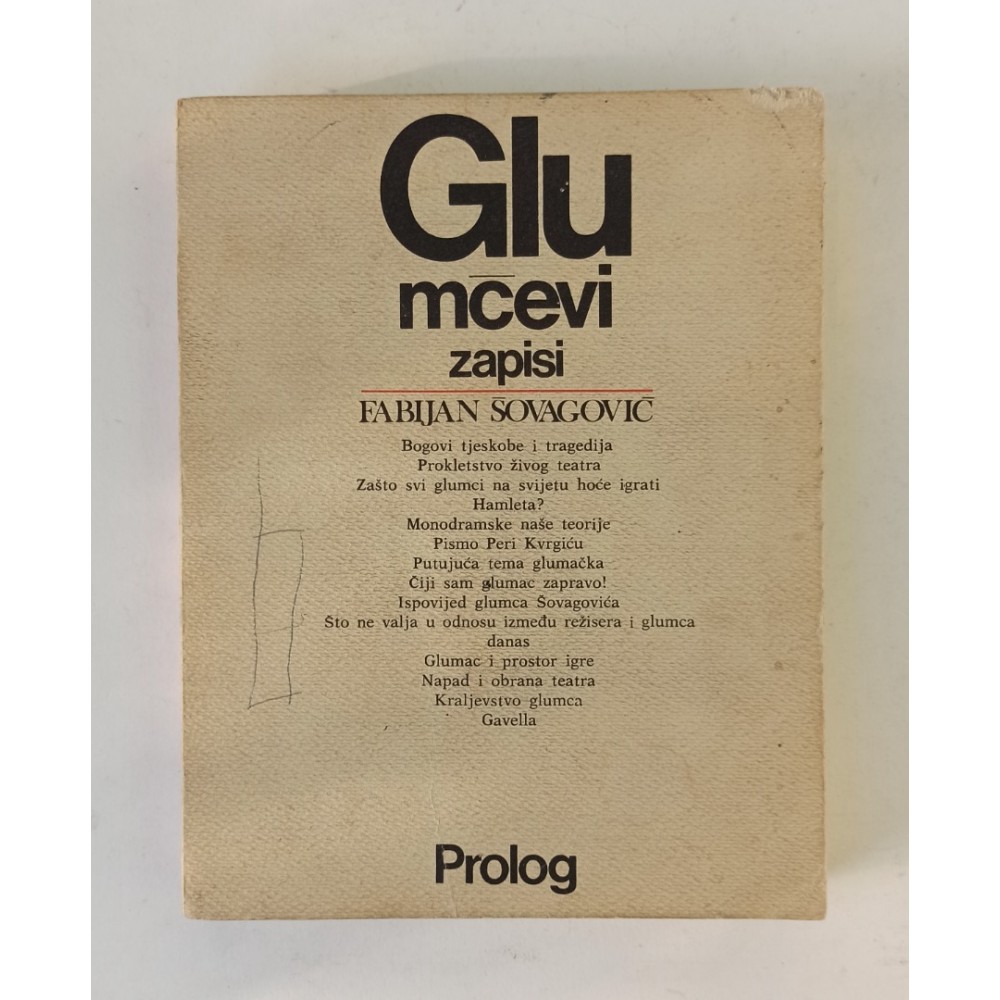 Glu
mčevi
zapisi
FABIJAN ŠOVAGOVIĆ
Bogovi tjeskobe i tragedija
Prokletstvo živog teatra
Zašto svi glumci na svijetu hoće igrati
Hamleta?
Monodramske naše teorije
Pismo Peri Kvrgiću
Putujuća tema glumačka
Čiji sam glumac zapravo!
Ispovijed glumca Šovagovića
Što ne valja u odnosu između režisera i glumca
danas
Glumac i prostor igre
Napad i obrana teatra
Kraljevstvo glumca
Gavella
Prolog